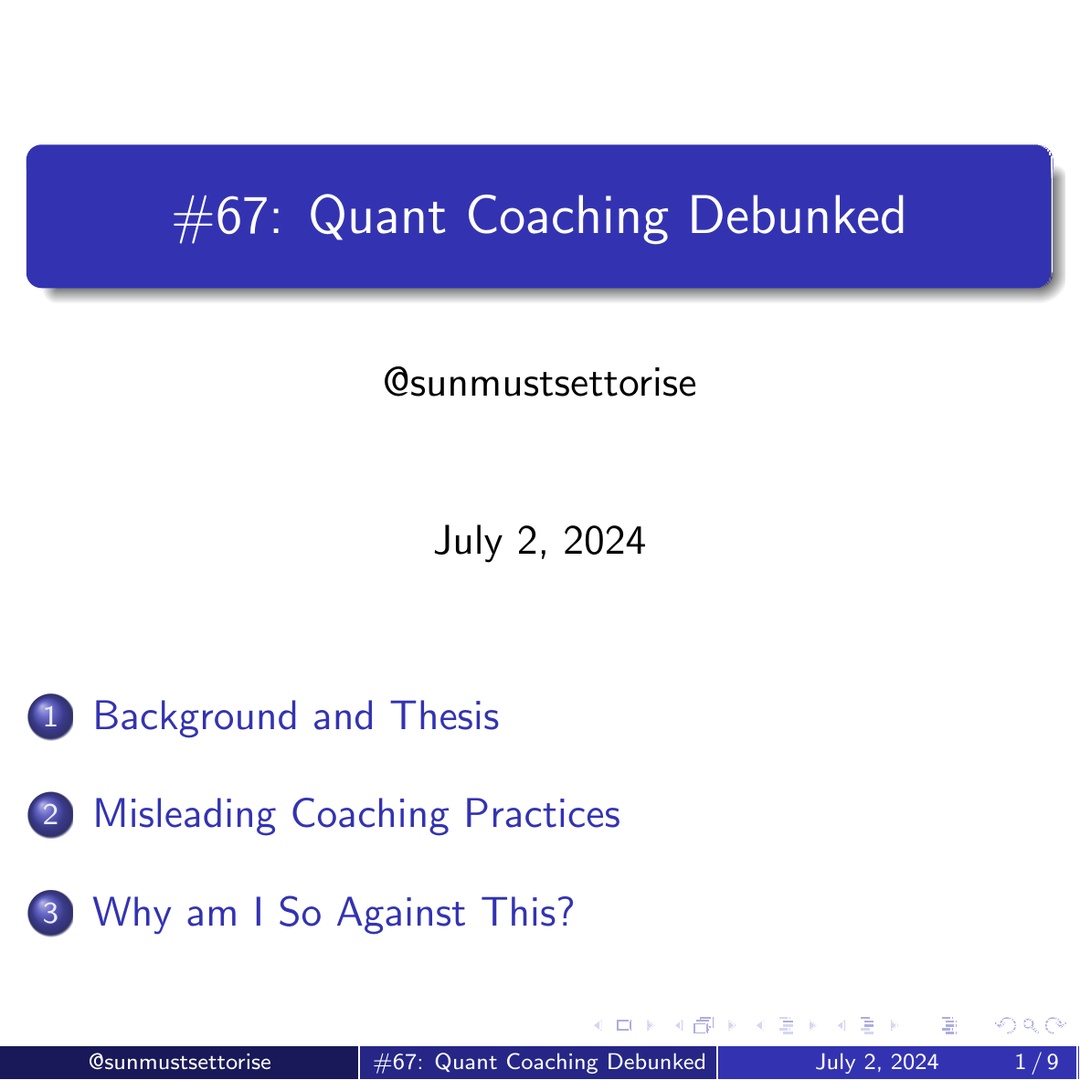 #67: Quant Coaching Debunked
@sunmustsettorise
July 2, 2024
1 Background and Thesis
2 Misleading Coaching Practices
3 Why am I So Against This?
@sunmustsettorise #67: Quant Coaching Debunked July 2, 2024 1 / 9